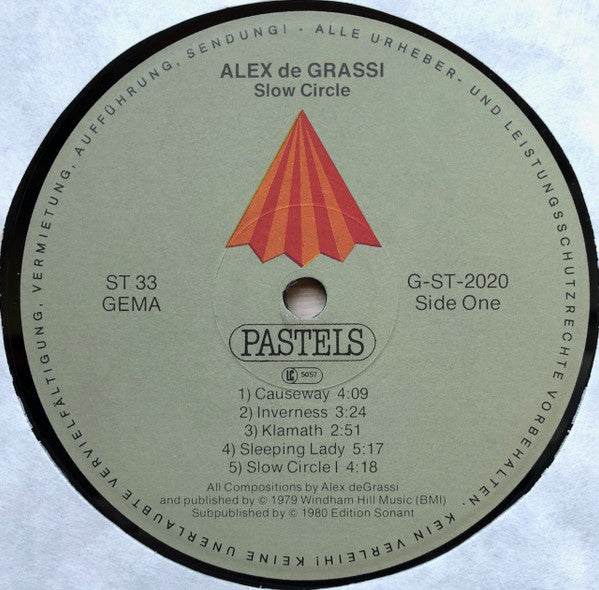 ALEX de GRASSI
Slow Circle
ST 33
GEMA
G-ST-2020
Side One
PASTELS
LC 5057
1) Causeway 4:09
2) Inverness 3:24
3) Klamath 2:51
4) Sleeping Lady 5:17
5) Slow Circle I 4:18
All Compositions by Alex deGrassi
and published by © 1979 Windham Hill Music (BMI)
Subpublished by © 1980 Edition Sonant
ALLE URHEBER- UND LEISTUNGSSCHUTZRECHTE VORBEHALTEN. KEIN VERLEIH! KEINE UNERLAUBTE VERVIELFÄLTIGUNG, VERMIETUNG, AUFFÜHRUNG, SENDUNG! ·